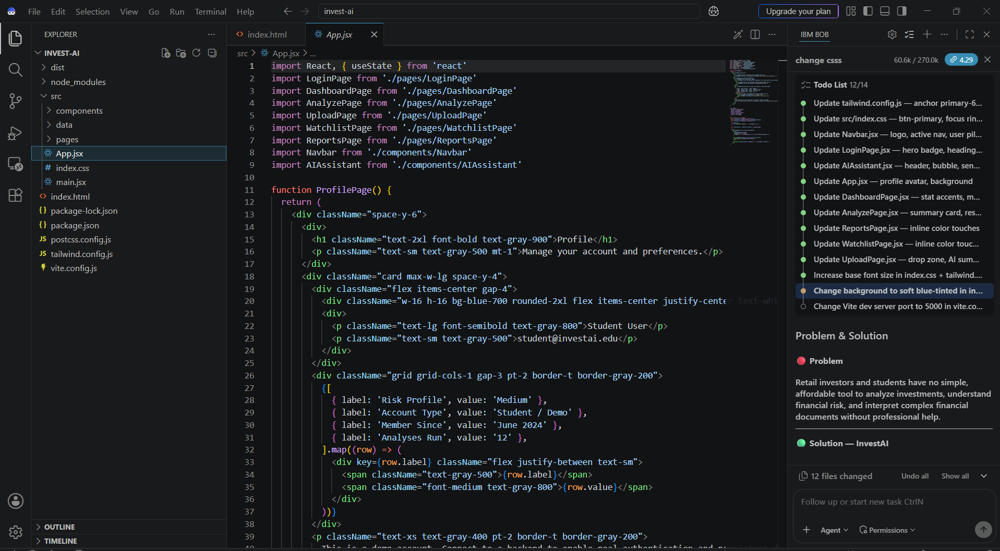 File Edit Selection View Go Run Terminal Help
invest-ai
Upgrade your plan
EXPLORER
INVEST-AI
dist
node_modules
src
components
data
pages
App.jsx
index.css
main.jsx
index.html
package-lock.json
package.json
postcss.config.js
tailwind.config.js
vite.config.js
OUTLINE
TIMELINE
index.html
App.jsx
src > App.jsx > ...
1 import React, { useState } from 'react'
2 import LoginPage from './pages/LoginPage'
3 import DashboardPage from './pages/DashboardPage'
4 import AnalyzePage from './pages/AnalyzePage'
5 import UploadPage from './pages/UploadPage'
6 import WatchlistPage from './pages/WatchlistPage'
7 import ReportsPage from './pages/ReportsPage'
8 import Navbar from './components/Navbar'
9 import AIAssistant from './components/AIAssistant'
10
11 function ProfilePage() {
12 return (
13 <div className="space-y-6">
14 <div>
15 <h1 className="text-2xl font-bold text-gray-900">Profile</h1>
16 <p className="text-sm text-gray-500 mt-1">Manage your account and preferences.</p>
17 </div>
18 <div className="card max-w-lg space-y-4">
19 <div className="flex items-center gap-4">
20 <div className="w-16 h-16 bg-blue-700 rounded-2xl flex items-center justify-center text-whi
21 <div>
22 <p className="text-lg font-semibold text-gray-800">Student User</p>
23 <p className="text-sm text-gray-500">student@investai.edu</p>
24 </div>
25 </div>
26 <div className="grid grid-cols-1 gap-3 pt-2 border-t border-gray-200">
27 {[
28 { label: 'Risk Profile', value: 'Medium' },
29 { label: 'Account Type', value: 'Student / Demo' },
30 { label: 'Member Since', value: 'June 2024' },
31 { label: 'Analyses Run', value: '12' },
32 ].map((row) => (
33 <div key={row.label} className="flex justify-between text-sm">
34 <span className="text-gray-500">{row.label}</span>
35 <span className="font-medium text-gray-800">{row.value}</span>
36 </div>
37 ))}
38 </div>
39 <p className="text-xs text-gray-400 pt-2 border-t border-gray-200">
IBM BOB
change csss
60.6k / 270.0k
4.29
Todo List 12/14
Update tailwind.config.js — anchor primary-6...
Update src/index.css — btn-primary, focus rin...
Update Navbar.jsx — logo, active nav, user pil...
Update LoginPage.jsx — hero badge, heading...
Update AIAssistant.jsx — header, bubble, sen...
Update App.jsx — profile avatar, background
Update DashboardPage.jsx — stat accents, m...
Update AnalyzePage.jsx — summary card, res...
Update ReportsPage.jsx — inline color touches
Update WatchlistPage.jsx — inline color touc...
Update UploadPage.jsx — drop zone, AI sum...
Increase base font size in index.css + tailwind....
Change background to soft blue-tinted in in...
Change Vite dev server port to 5000 in vite.co...
Problem & Solution
Problem
Retail investors and students have no simple,
affordable tool to analyze investments, understand
financial risk, and interpret complex financial
documents without professional help.
Solution — InvestAI
12 files changed
Undo all
Show all
Follow up or start new task CtrlN
Agent
Permissions